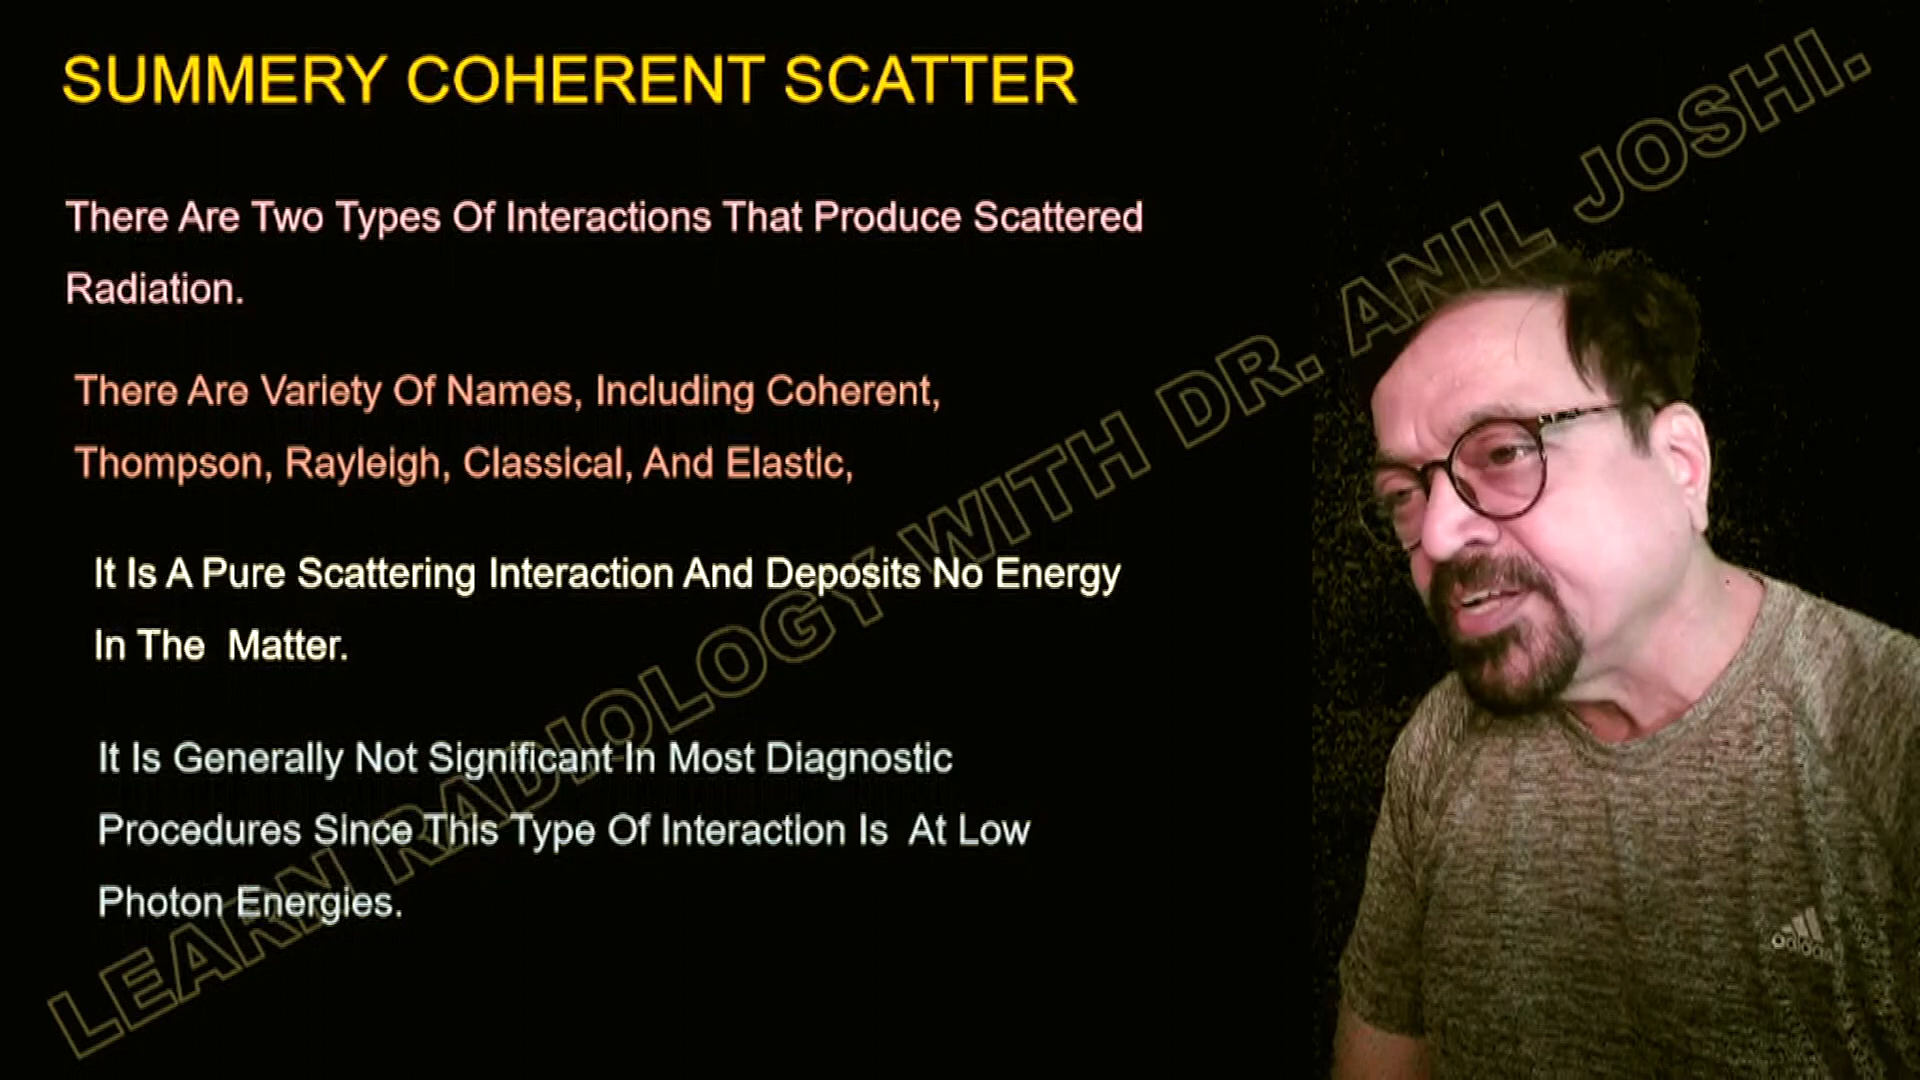 SUMMERY COHERENT SCATTER
There Are Two Types Of Interactions That Produce Scattered
Radiation.
There Are Variety Of Names, Including Coherent,
Thompson, Rayleigh, Classical, And Elastic,
It Is A Pure Scattering Interaction And Deposits No Energy
In The  Matter.
It Is Generally Not Significant In Most Diagnostic
Procedures Since This Type Of Interaction Is  At Low
Photon Energies.
LEARN RADIOLOGY WITH DR. ANIL JOSHI.
adidas